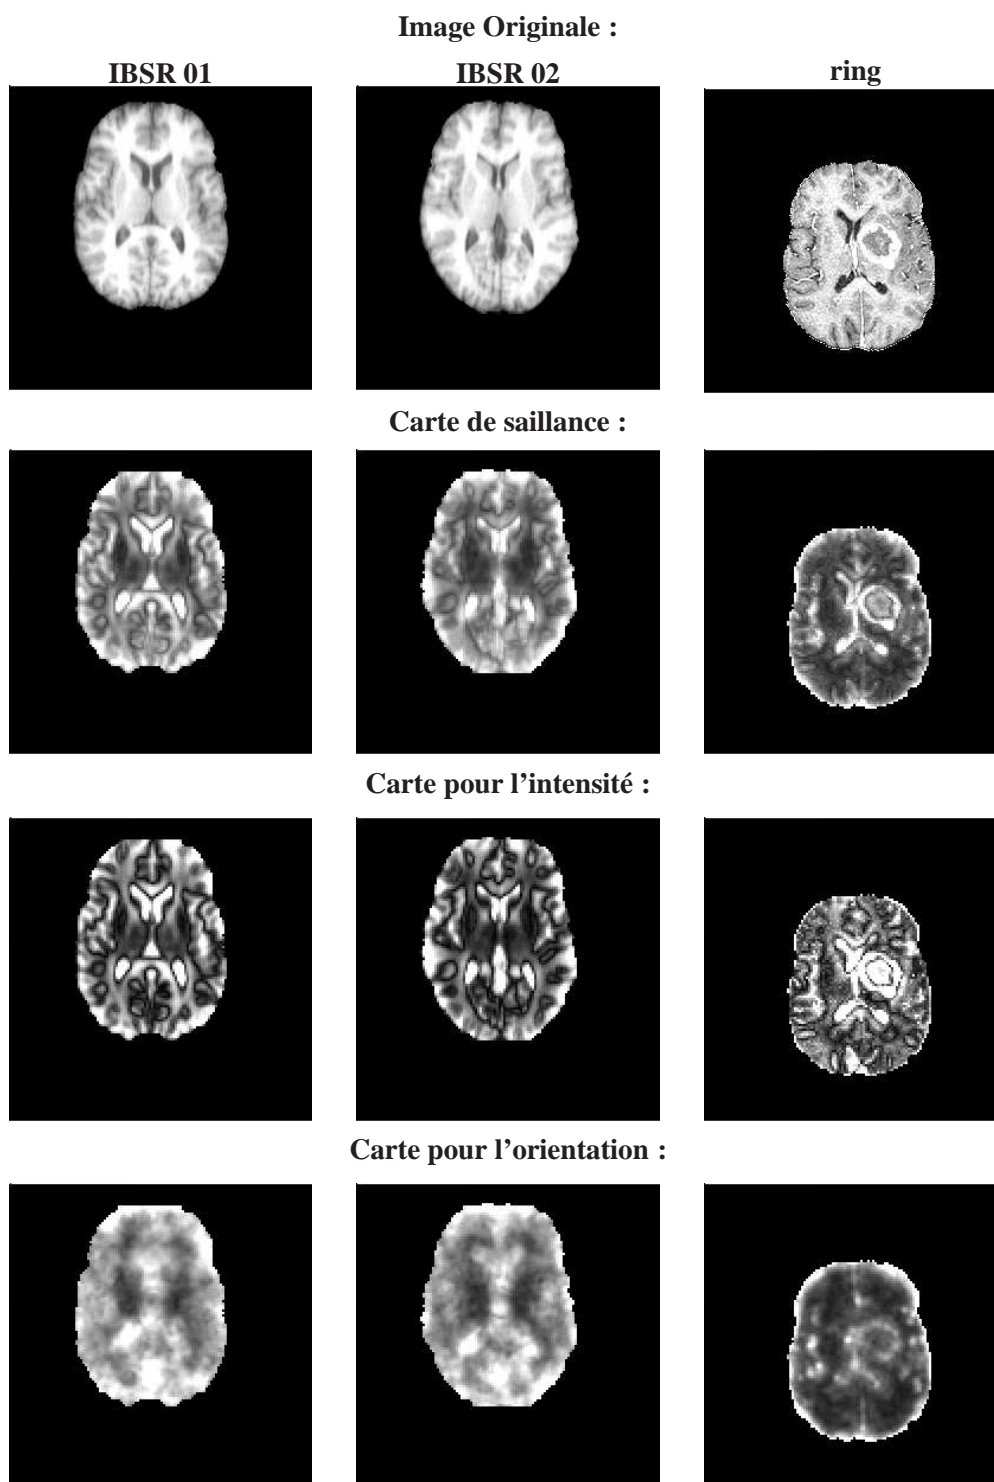 Image Originale :
IBSR 01 IBSR 02 ring
Carte de saillance :
Carte pour l’intensité :
Carte pour l’orientation :